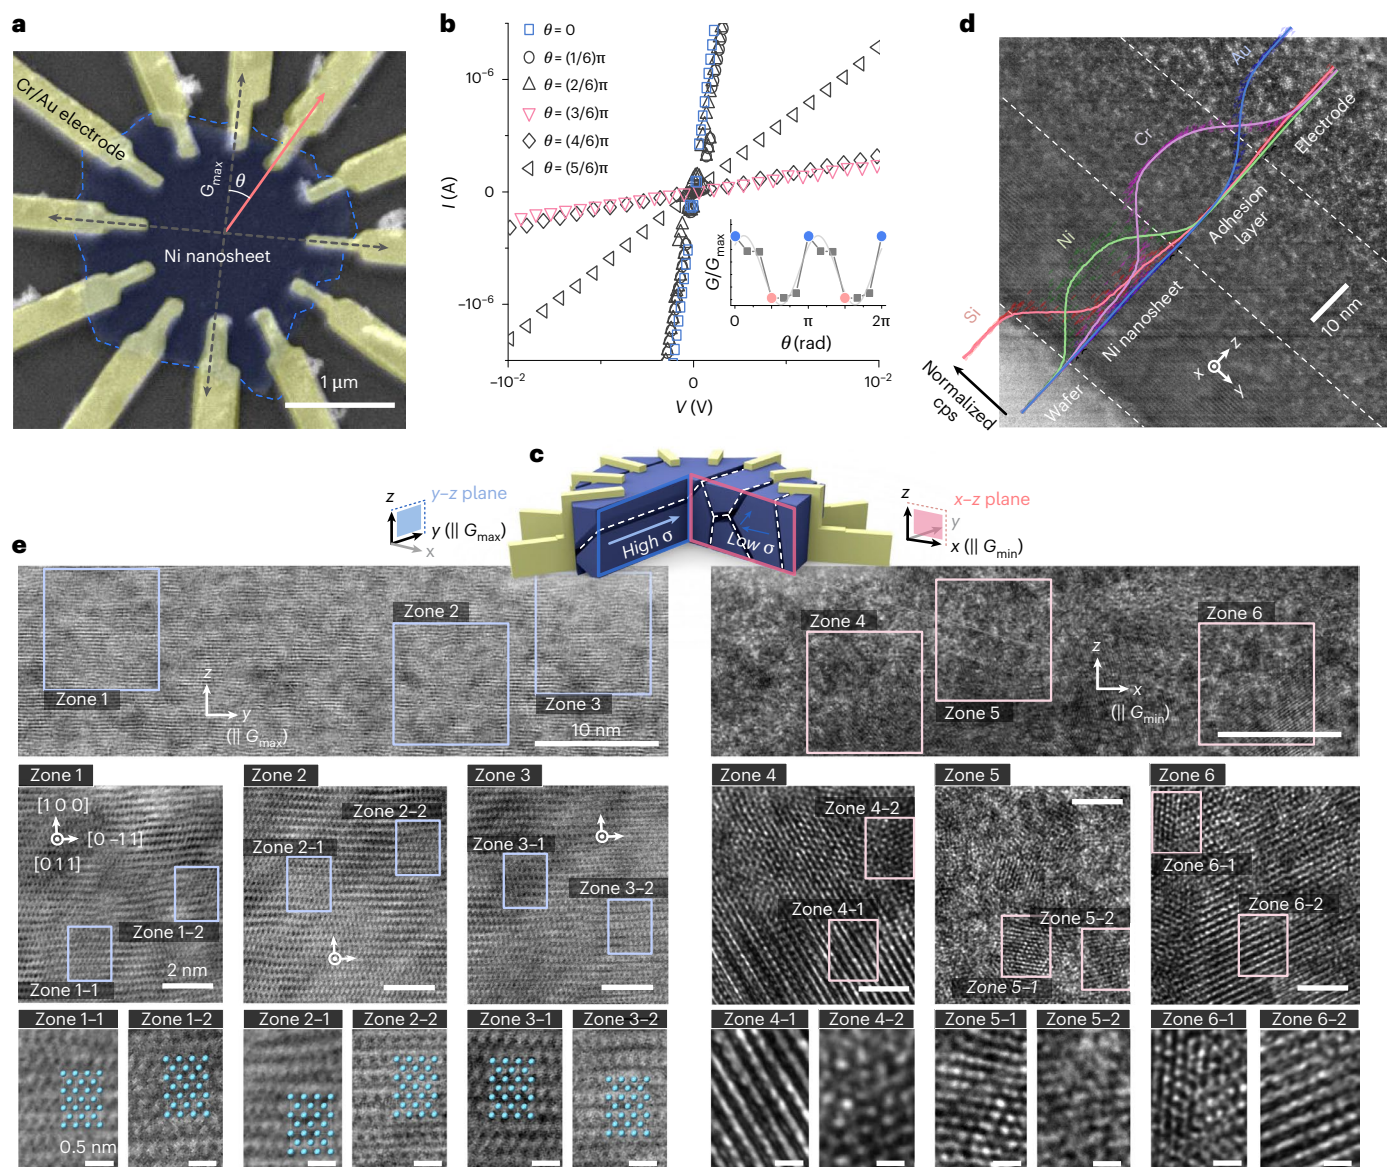 a
Cr/Au electrode
G_max
θ
Ni nanosheet
1 μm
b
θ = 0
θ = (1/6)π
θ = (2/6)π
θ = (3/6)π
θ = (4/6)π
θ = (5/6)π
10⁻⁶
0
−10⁻⁶
I (A)
−10⁻²
0
10⁻²
V (V)
G/G_max
0
π
2π
θ (rad)
d
Au
Cr
Ni
Si
Electrode
Adhesion
layer
Ni nanosheet
Wafer
10 nm
x
z
y
Normalized
cps
c
z
y–z plane
y (|| G_max)
x
High σ
Low σ
z
x–z plane
y
x (|| G_min)
e
Zone 1
Zone 2
Zone 3
z
y
(|| G_max)
10 nm
Zone 4
Zone 5
Zone 6
z
x
(|| G_min)
Zone 1
[1 0 0]
[0 −1 1]
[0 1 1]
Zone 1–2
Zone 1–1
2 nm
Zone 2
Zone 2–2
Zone 2–1
Zone 3
Zone 3–1
Zone 3–2
Zone 4
Zone 4–2
Zone 4–1
Zone 5
Zone 5–2
Zone 5–1
Zone 6
Zone 6–1
Zone 6–2
Zone 1–1
Zone 1–2
Zone 2–1
Zone 2–2
Zone 3–1
Zone 3–2
Zone 4–1
Zone 4–2
Zone 5–1
Zone 5–2
Zone 6–1
Zone 6–2
0.5 nm